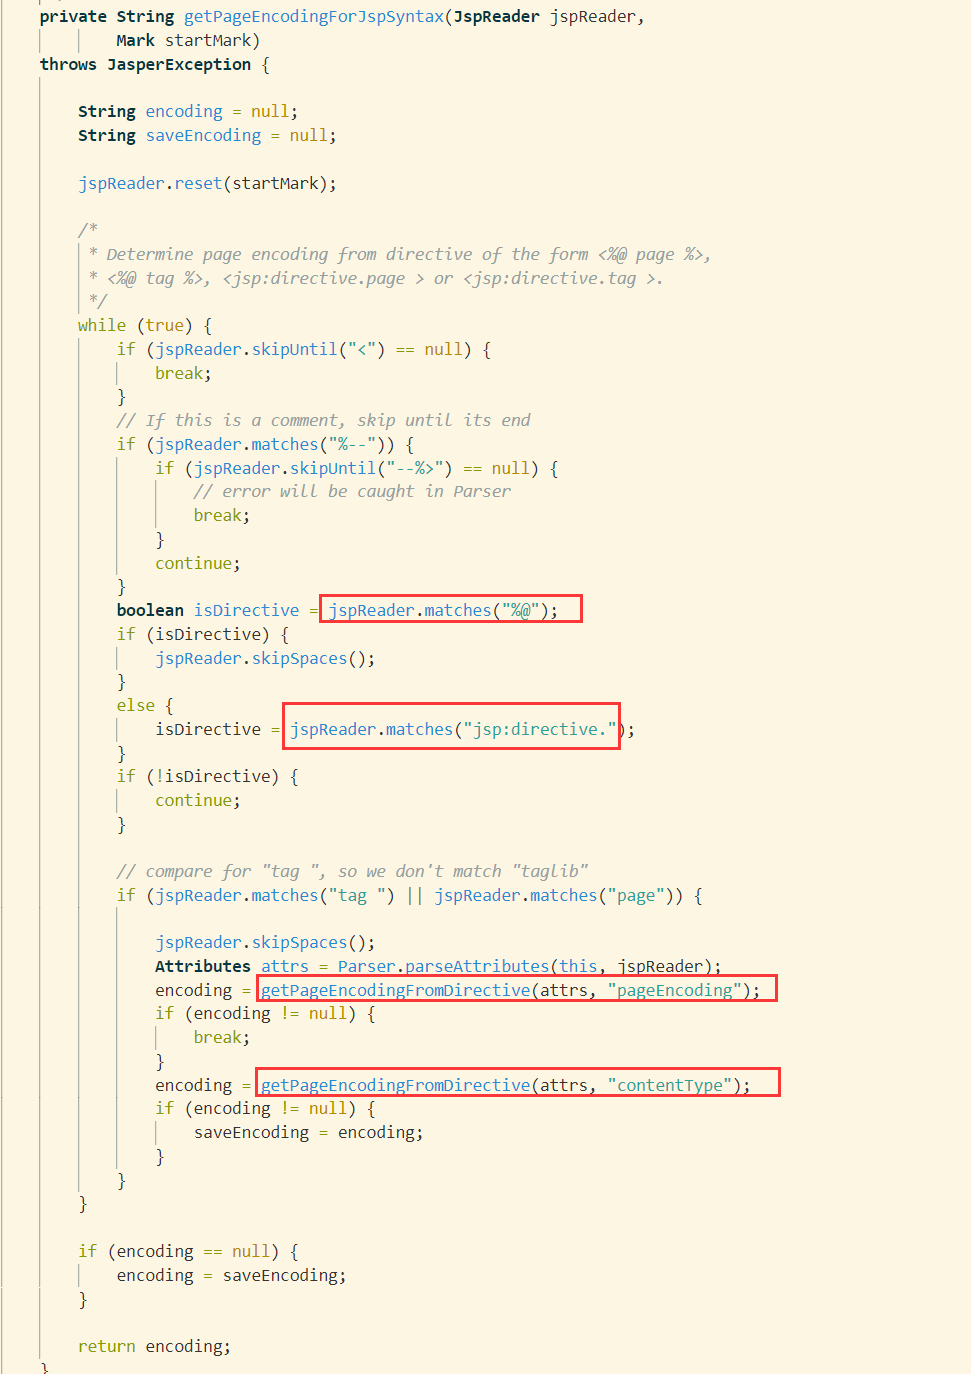 private String getPageEncodingForJspSyntax(JspReader jspReader,
Mark startMark)
throws JasperException {
String encoding = null;
String saveEncoding = null;
jspReader.reset(startMark);
/*
* Determine page encoding from directive of the form <%@ page %>,
* <%@ tag %>, <jsp:directive.page > or <jsp:directive.tag >.
*/
while (true) {
if (jspReader.skipUntil("<") == null) {
break;
}
// If this is a comment, skip until its end
if (jspReader.matches("%--")) {
if (jspReader.skipUntil("--%>") == null) {
// error will be caught in Parser
break;
}
continue;
}
boolean isDirective = jspReader.matches("%@");
if (isDirective) {
jspReader.skipSpaces();
}
else {
isDirective = jspReader.matches("jsp:directive.");
}
if (!isDirective) {
continue;
}
// compare for "tag ", so we don't match "taglib"
if (jspReader.matches("tag ") || jspReader.matches("page")) {
jspReader.skipSpaces();
Attributes attrs = Parser.parseAttributes(this, jspReader);
encoding = getPageEncodingFromDirective(attrs, "pageEncoding");
if (encoding != null) {
break;
}
encoding = getPageEncodingFromDirective(attrs, "contentType");
if (encoding != null) {
saveEncoding = encoding;
}
}
}
if (encoding == null) {
encoding = saveEncoding;
}
return encoding;
}